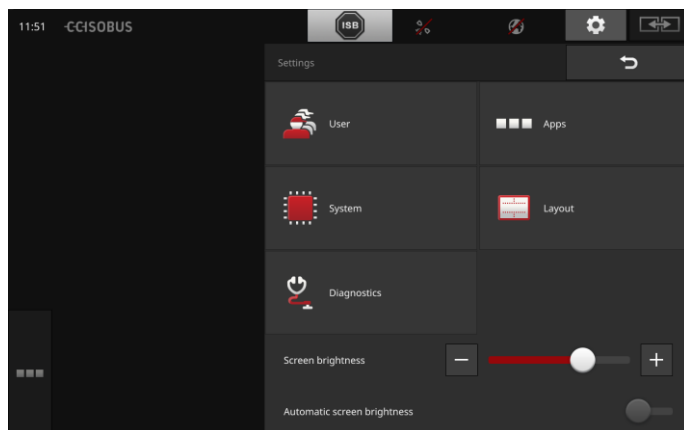 11:51 CCISOBUS
ISB
Settings
User
Apps
System
Layout
Diagnostics
Screen brightness
Automatic screen brightness